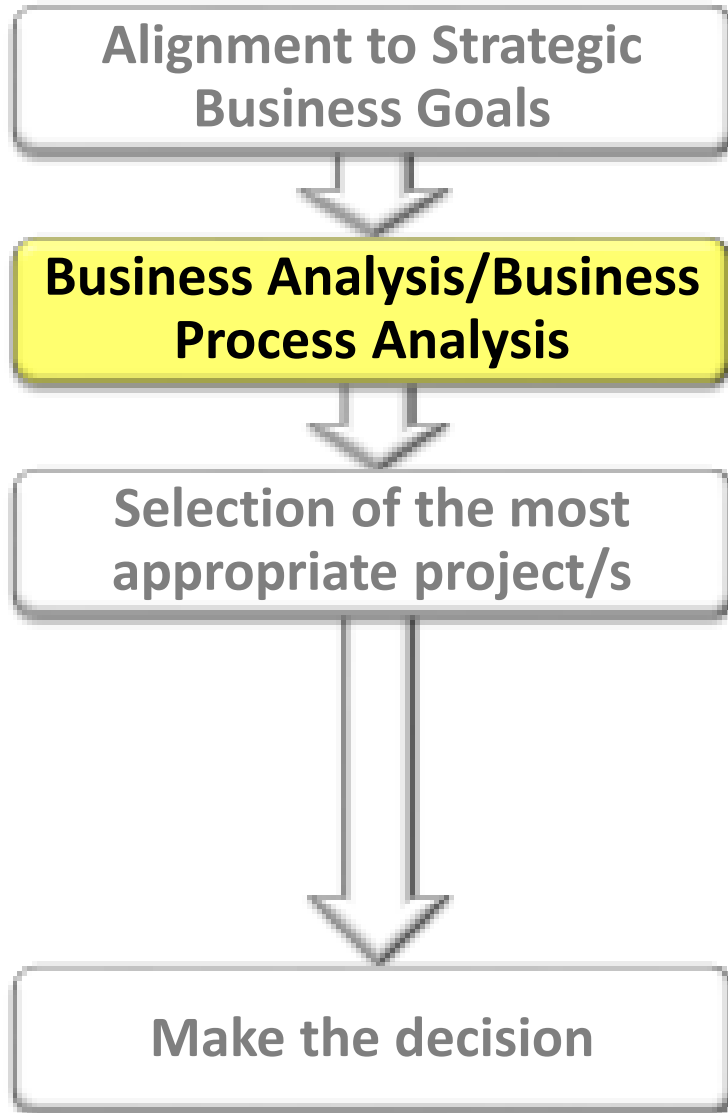 Alignment to Strategic
Business Goals
Business Analysis/Business
Process Analysis
Selection of the most
appropriate project/s
Make the decision